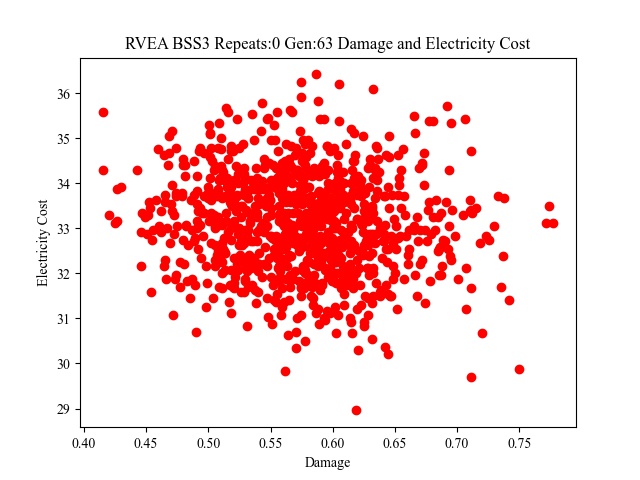 RVEA BSS3 Repeats:0 Gen:63 Damage and Electricity Cost
36
35
34
33
32
31
30
29
Electricity Cost
0.40 0.45 0.50 0.55 0.60 0.65 0.70 0.75
Damage